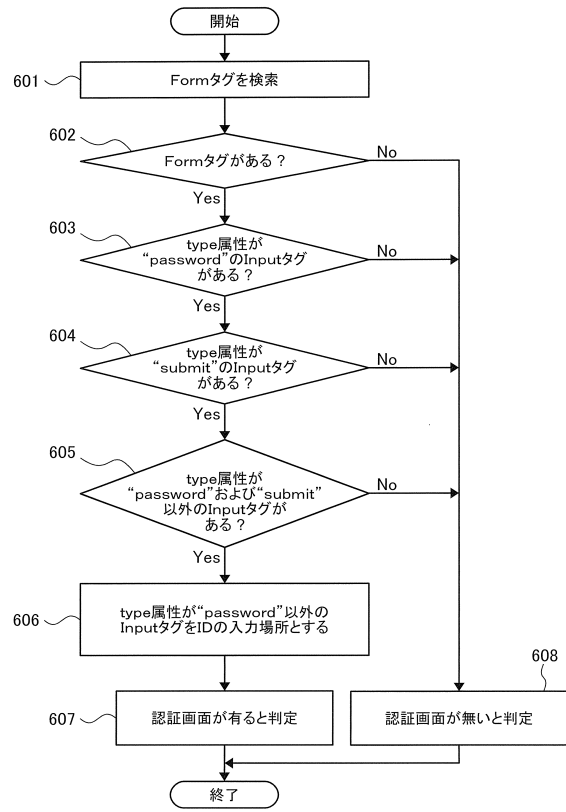 開始
601
Formタグを検索
602
Formタグがある？
No
Yes
603
type属性が
“password”のInputタグ
がある？
No
Yes
604
type属性が
“submit”のInputタグ
がある？
No
Yes
605
type属性が
“password”および“submit”
以外のInputタグが
ある？
No
Yes
606
type属性が“password”以外の
InputタグをIDの入力場所とする
607
認証画面が有ると判定
608
認証画面が無いと判定
終了